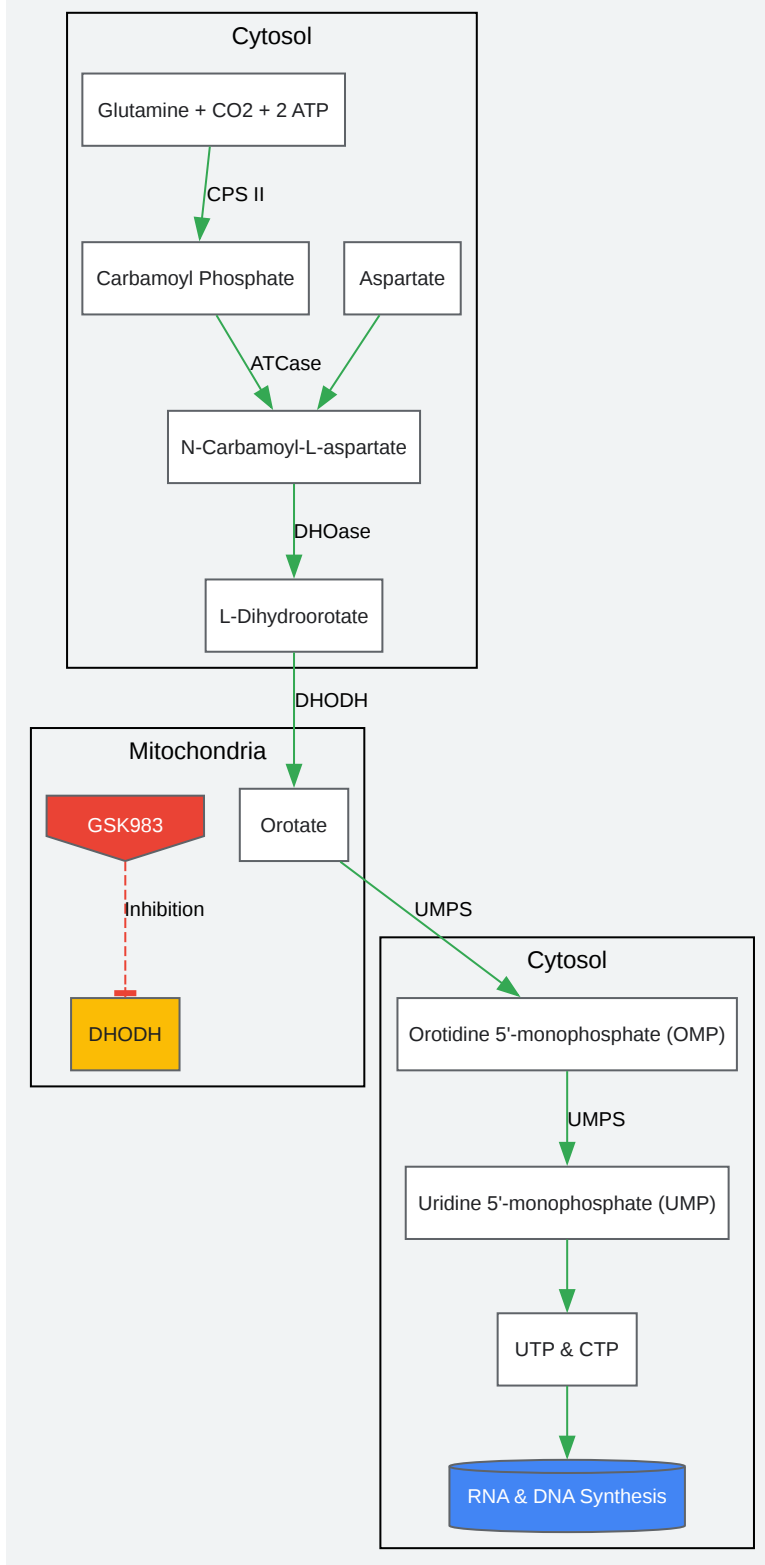 Cytosol
Glutamine + CO2 + 2 ATP
CPS II
Carbamoyl Phosphate
Aspartate
ATCase
N-Carbamoyl-L-aspartate
DHOase
L-Dihydroorotate
DHODH
Mitochondria
GSK983
Orotate
Inhibition
UMPS
DHODH
Cytosol
Orotidine 5'-monophosphate (OMP)
UMPS
Uridine 5'-monophosphate (UMP)
UTP & CTP
RNA & DNA Synthesis